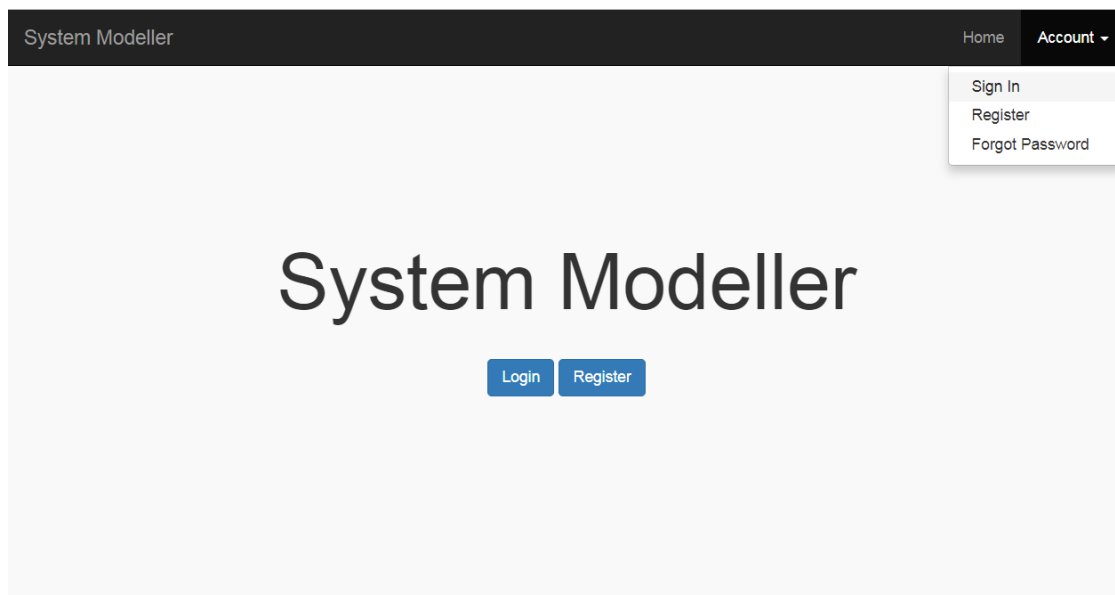 System Modeller Home Account
Sign In
Register
Forgot Password
System Modeller
Login Register